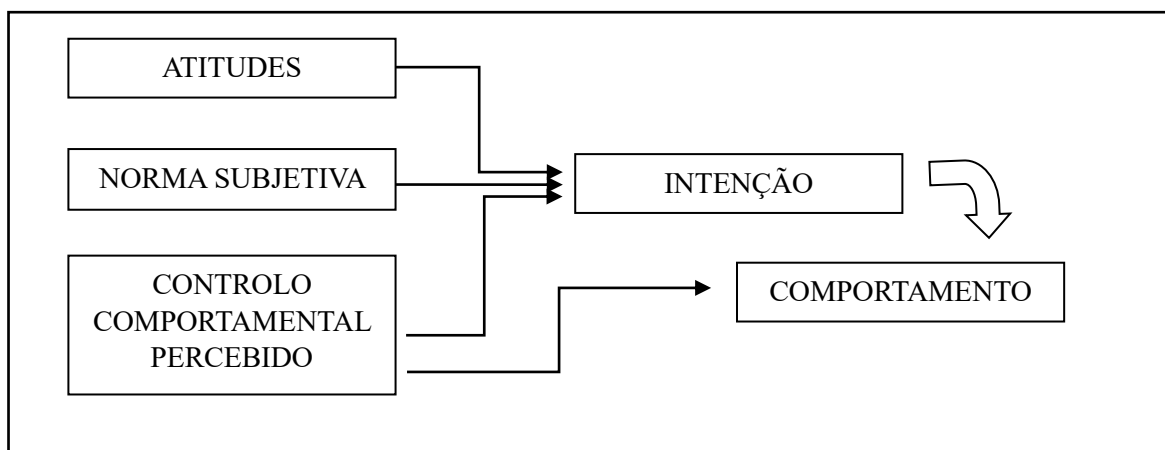 ATITUDES
NORMA SUBJETIVA
INTENÇÃO
CONTROLO
COMPORTAMENTAL
PERCEBIDO
COMPORTAMENTO